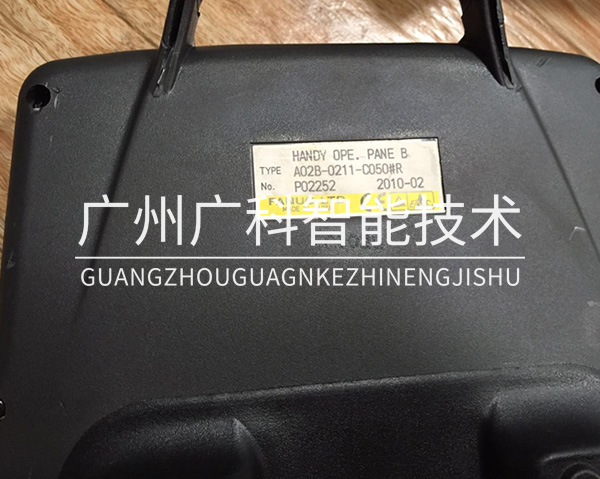 HANDY OPE. PANE B
TYPE A02B-0211-C050#R
No. P02252 2010-02
广州广科智能技术
GUANGZHOUGUAGNKEZHINENGJISHU